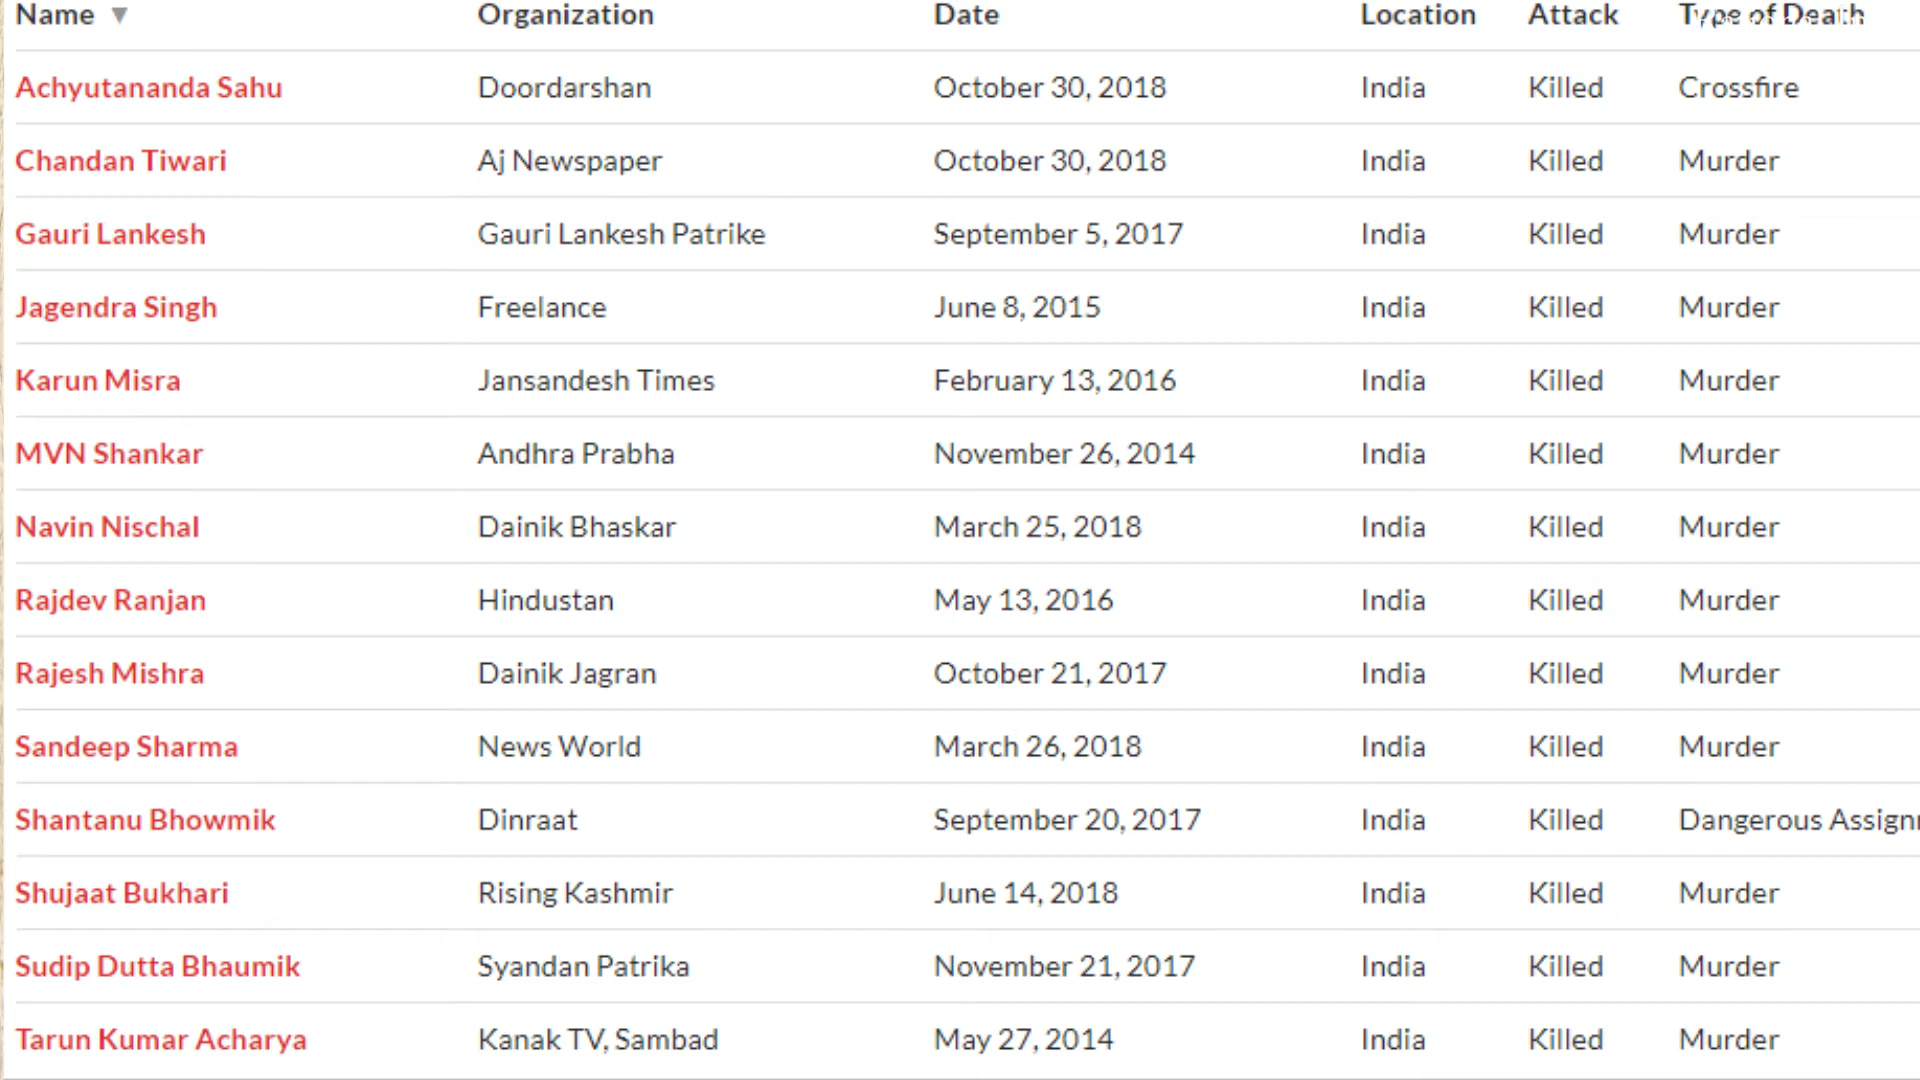 Name ▼ Organization Date Location Attack Type of Death
Achyutananda Sahu Doordarshan October 30, 2018 India Killed Crossfire
Chandan Tiwari Aj Newspaper October 30, 2018 India Killed Murder
Gauri Lankesh Gauri Lankesh Patrike September 5, 2017 India Killed Murder
Jagendra Singh Freelance June 8, 2015 India Killed Murder
Karun Misra Jansandesh Times February 13, 2016 India Killed Murder
MVN Shankar Andhra Prabha November 26, 2014 India Killed Murder
Navin Nischal Dainik Bhaskar March 25, 2018 India Killed Murder
Rajdev Ranjan Hindustan May 13, 2016 India Killed Murder
Rajesh Mishra Dainik Jagran October 21, 2017 India Killed Murder
Sandeep Sharma News World March 26, 2018 India Killed Murder
Shantanu Bhowmik Dinraat September 20, 2017 India Killed Dangerous Assign
Shujaat Bukhari Rising Kashmir June 14, 2018 India Killed Murder
Sudip Dutta Bhaumik Syandan Patrika November 21, 2017 India Killed Murder
Tarun Kumar Acharya Kanak TV, Sambad May 27, 2014 India Killed Murder